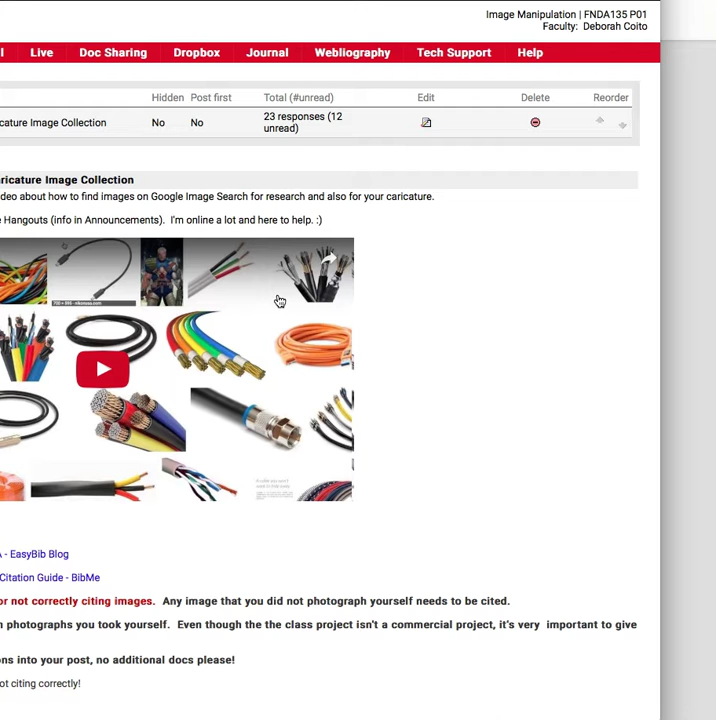 Image Manipulation | FNDA135 P01
Faculty: Deborah Coito
l Live Doc Sharing Dropbox Journal Webliography Tech Support Help
Hidden Post first Total (#unread) Edit Delete Reorder
cature Image Collection No No 23 responses (12
unread)
ricature Image Collection
deo about how to find images on Google Image Search for research and also for your caricature.
e Hangouts (info in Announcements). I'm online a lot and here to help. :)
A - EasyBib Blog
Citation Guide - BibMe
or not correctly citing images. Any image that you did not photograph yourself needs to be cited.
n photographs you took yourself. Even though the the class project isn't a commercial project, it's very important to give
ons into your post, no additional docs please!
ot citing correctly!